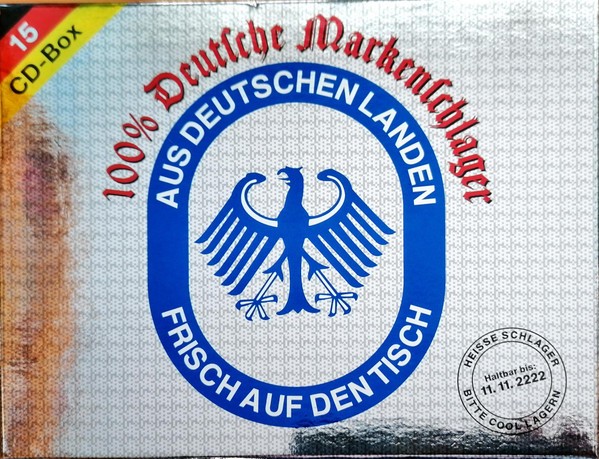 15
CD-Box
100% Deutſche Markenſchlager
AUS DEUTSCHEN LANDEN
FRISCH AUF DEN TISCH
HEISSE SCHLAGER
Haltbar bis:
11. 11. 2222
BITTE COOL LAGERN